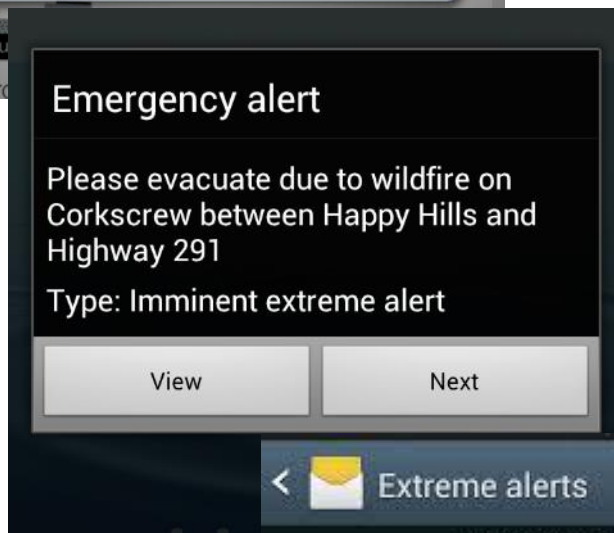 Emergency alert
Please evacuate due to wildfire on
Corkscrew between Happy Hills and
Highway 291
Type: Imminent extreme alert
View Next
< Extreme alerts